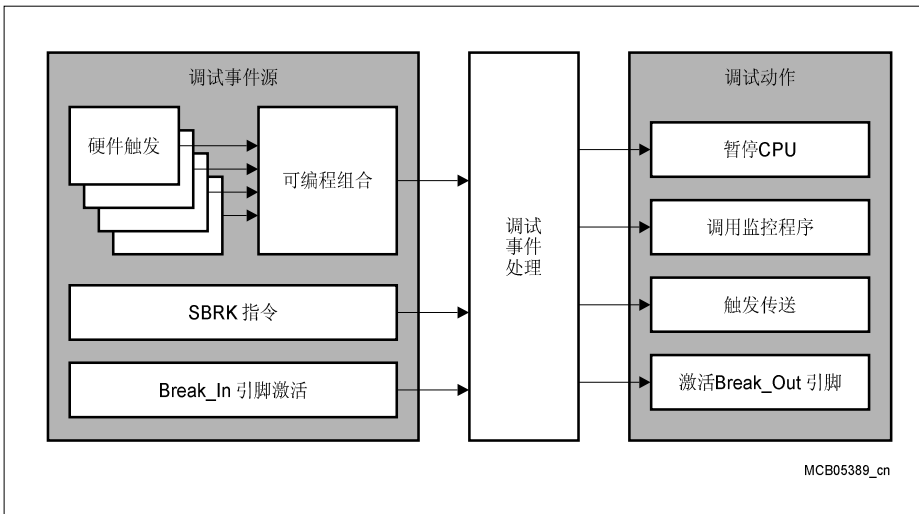 调试事件源
硬件触发
可编程组合
SBRK 指令
Break_In 引脚激活
调试
事件
处理
调试动作
暂停CPU
调用监控程序
触发传送
激活Break_Out 引脚
MCB05389_cn